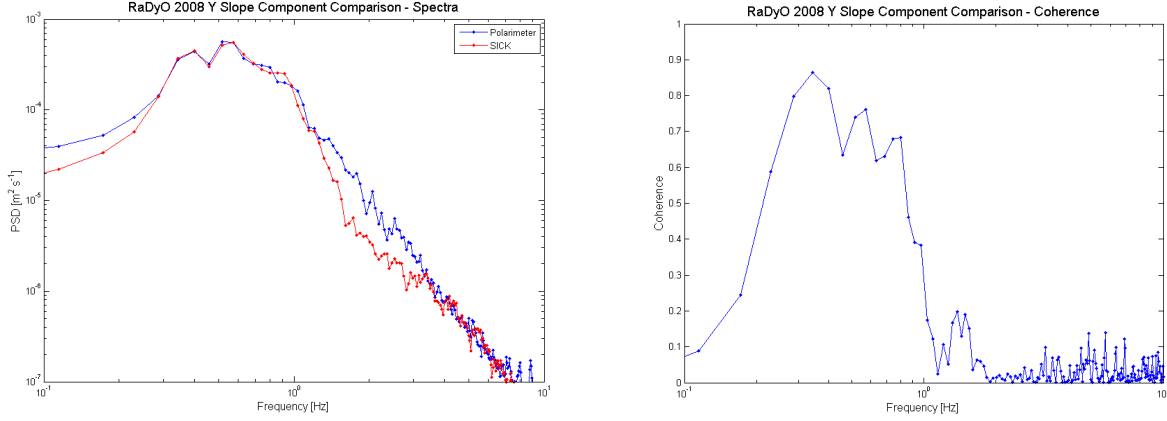 RaDyO 2008 Y Slope Component Comparison - Spectra
Polarimeter
SICK
10⁻³
10⁻⁴
10⁻⁵
10⁻⁶
10⁻⁷
PSD [m² s⁻¹]
10⁻¹ 10⁰ 10¹
Frequency [Hz]
RaDyO 2008 Y Slope Component Comparison - Coherence
1
0.9
0.8
0.7
0.6
0.5
0.4
0.3
0.2
0.1
0
Coherence
10⁻¹ 10⁰ 10¹
Frequency [Hz]